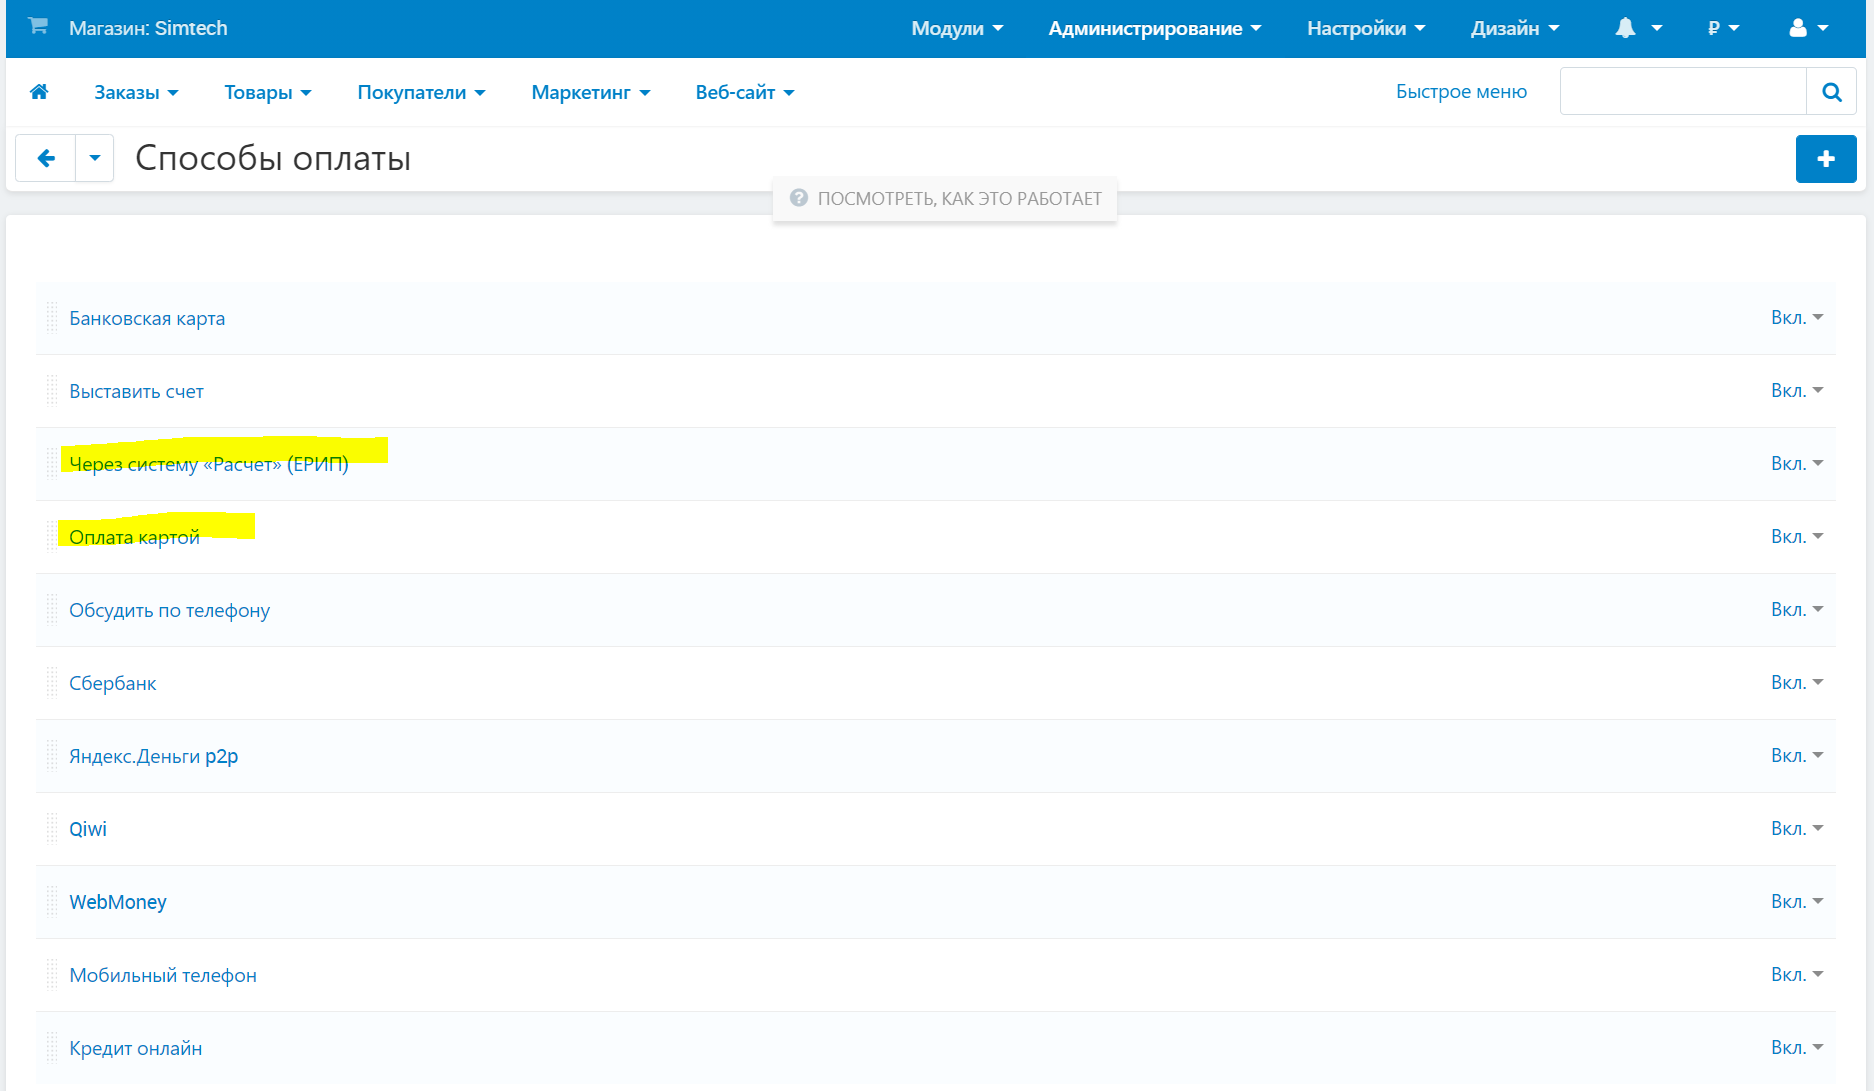 Магазин: Simtech
Модули
Администрирование
Настройки
Дизайн
₽
Заказы
Товары
Покупатели
Маркетинг
Веб-сайт
Быстрое меню
Способы оплаты
ПОСМОТРЕТЬ, КАК ЭТО РАБОТАЕТ
Банковская карта Вкл.
Выставить счет Вкл.
Через систему «Расчет» (ЕРИП) Вкл.
Оплата картой Вкл.
Обсудить по телефону Вкл.
Сбербанк Вкл.
Яндекс.Деньги p2p Вкл.
Qiwi Вкл.
WebMoney Вкл.
Мобильный телефон Вкл.
Кредит онлайн Вкл.